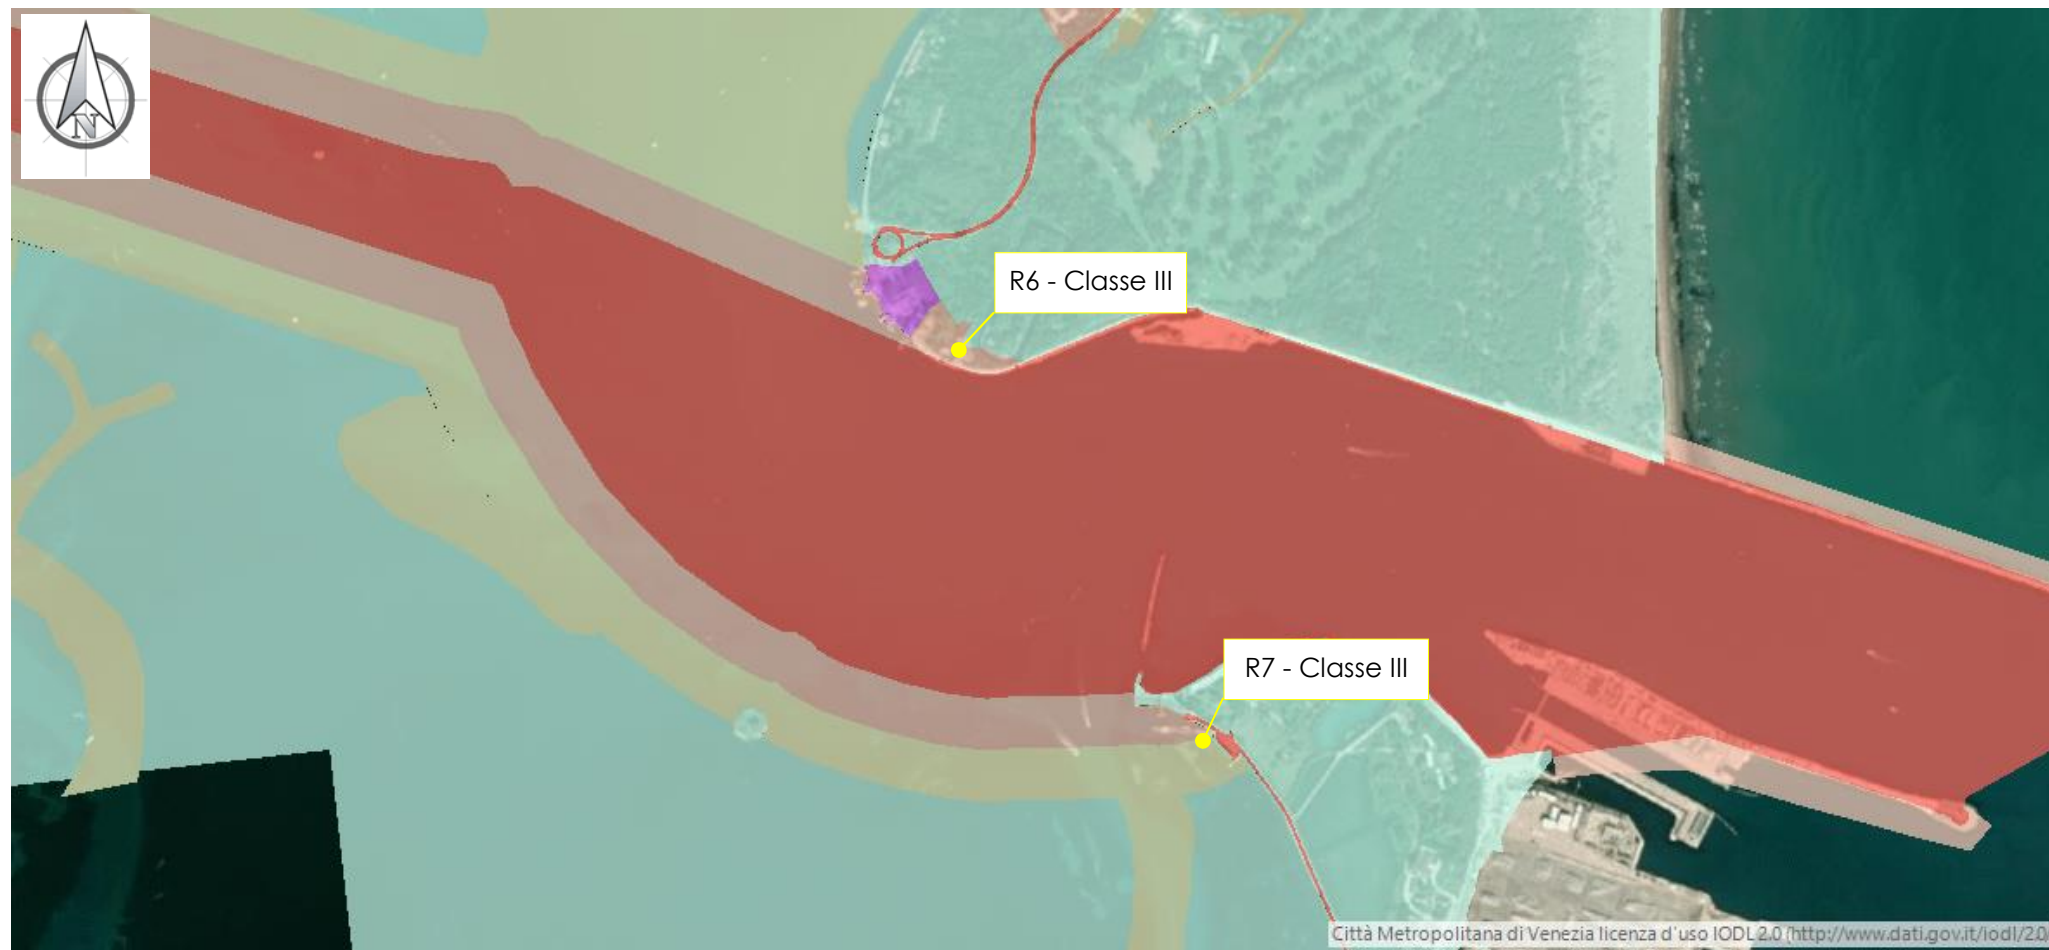 N
R6 - Classe III
R7 - Classe III
Città Metropolitana di Venezia licenza d'uso IODL 2.0 (http://www.dati.gov.it/iodl/2.0/